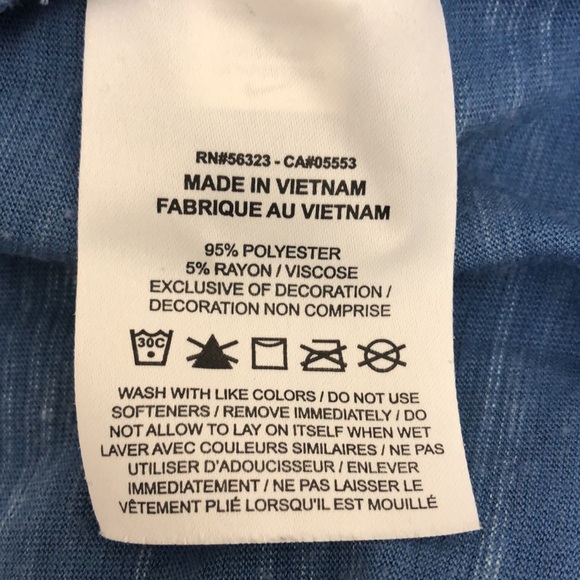 RN#56323 - CA#05553
MADE IN VIETNAM
FABRIQUE AU VIETNAM
95% POLYESTER
5% RAYON / VISCOSE
EXCLUSIVE OF DECORATION /
DECORATION NON COMPRISE
30C
WASH WITH LIKE COLORS / DO NOT USE
SOFTENERS / REMOVE IMMEDIATELY / DO
NOT ALLOW TO LAY ON ITSELF WHEN WET
LAVER AVEC COULEURS SIMILAIRES / NE PAS
UTILISER D'ADOUCISSEUR / ENLEVER
IMMEDIATEMENT / NE PAS LAISSER LE
VÊTEMENT PLIÉ LORSQU'IL EST MOUILLÉ